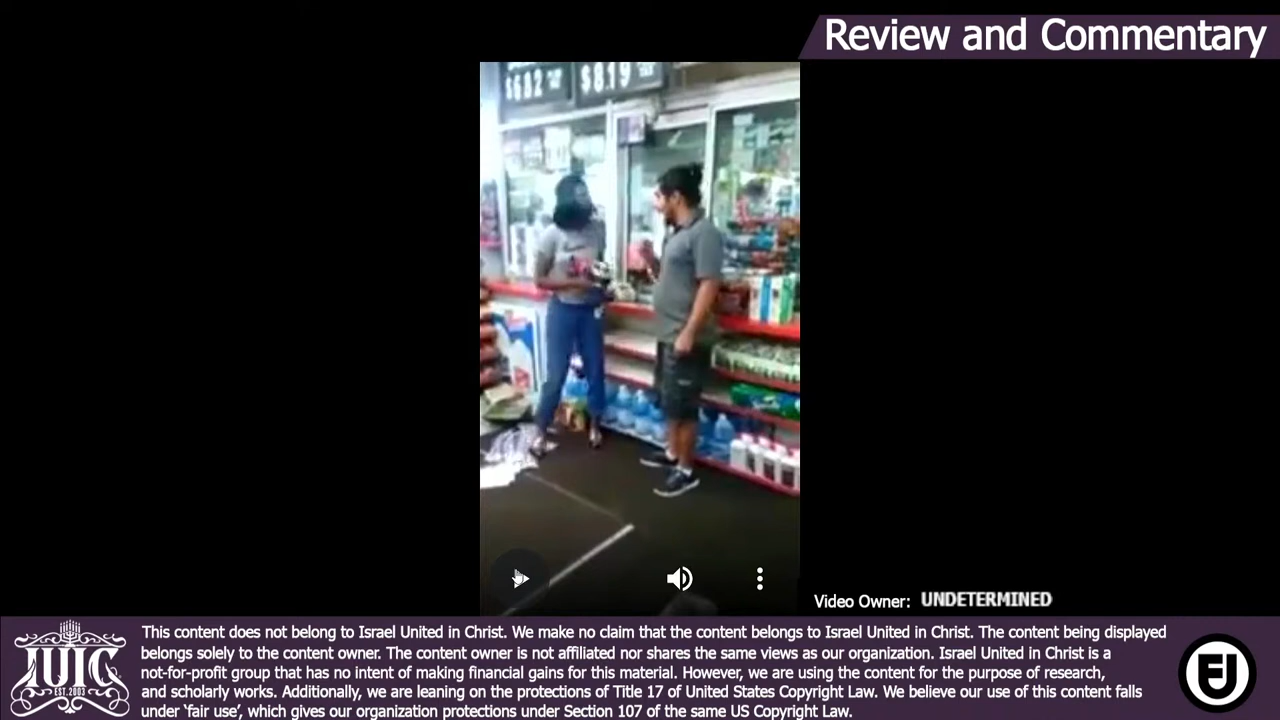 Review and Commentary
$6.82 $8.19
Video Owner: UNDETERMINED
This content does not belong to Israel United in Christ. We make no claim that the content belongs to Israel United in Christ. The content being displayed
belongs solely to the content owner. The content owner is not affiliated nor shares the same views as our organization. Israel United in Christ is a
not-for-profit group that has no intent of making financial gains for this material. However, we are using the content for the purpose of research,
and scholarly works. Additionally, we are leaning on the protections of Title 17 of United States Copyright Law. We believe our use of this content falls
under ‘fair use’, which gives our organization protections under Section 107 of the same US Copyright Law.
IUIC
EST.2003